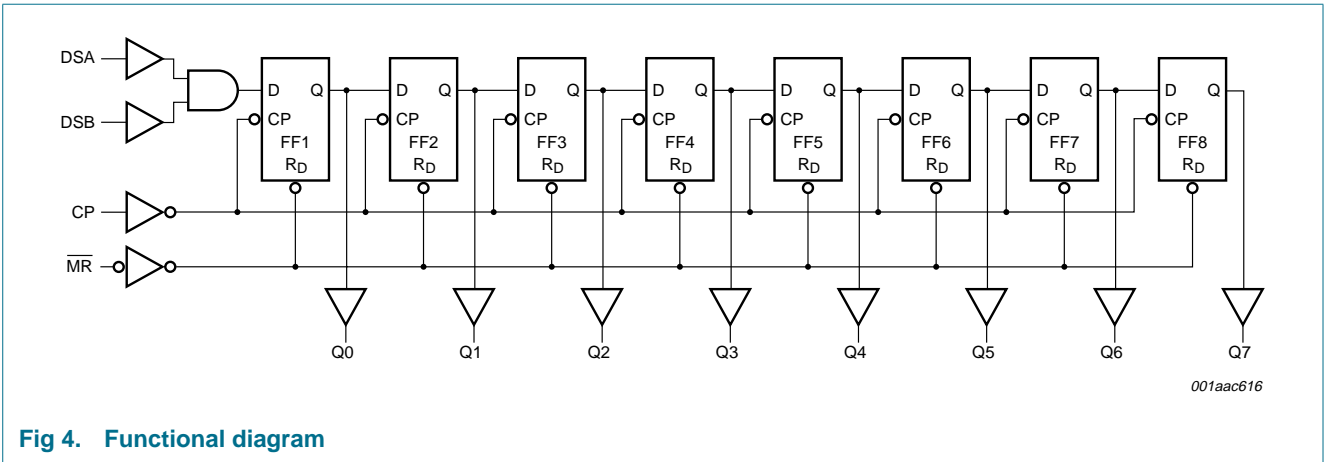 DSA
DSB
CP
M̅R̅
D Q CP FF1 RD
D Q CP FF2 RD
D Q CP FF3 RD
D Q CP FF4 RD
D Q CP FF5 RD
D Q CP FF6 RD
D Q CP FF7 RD
D Q CP FF8 RD
Q0 Q1 Q2 Q3 Q4 Q5 Q6 Q7
001aac616
Fig 4. Functional diagram